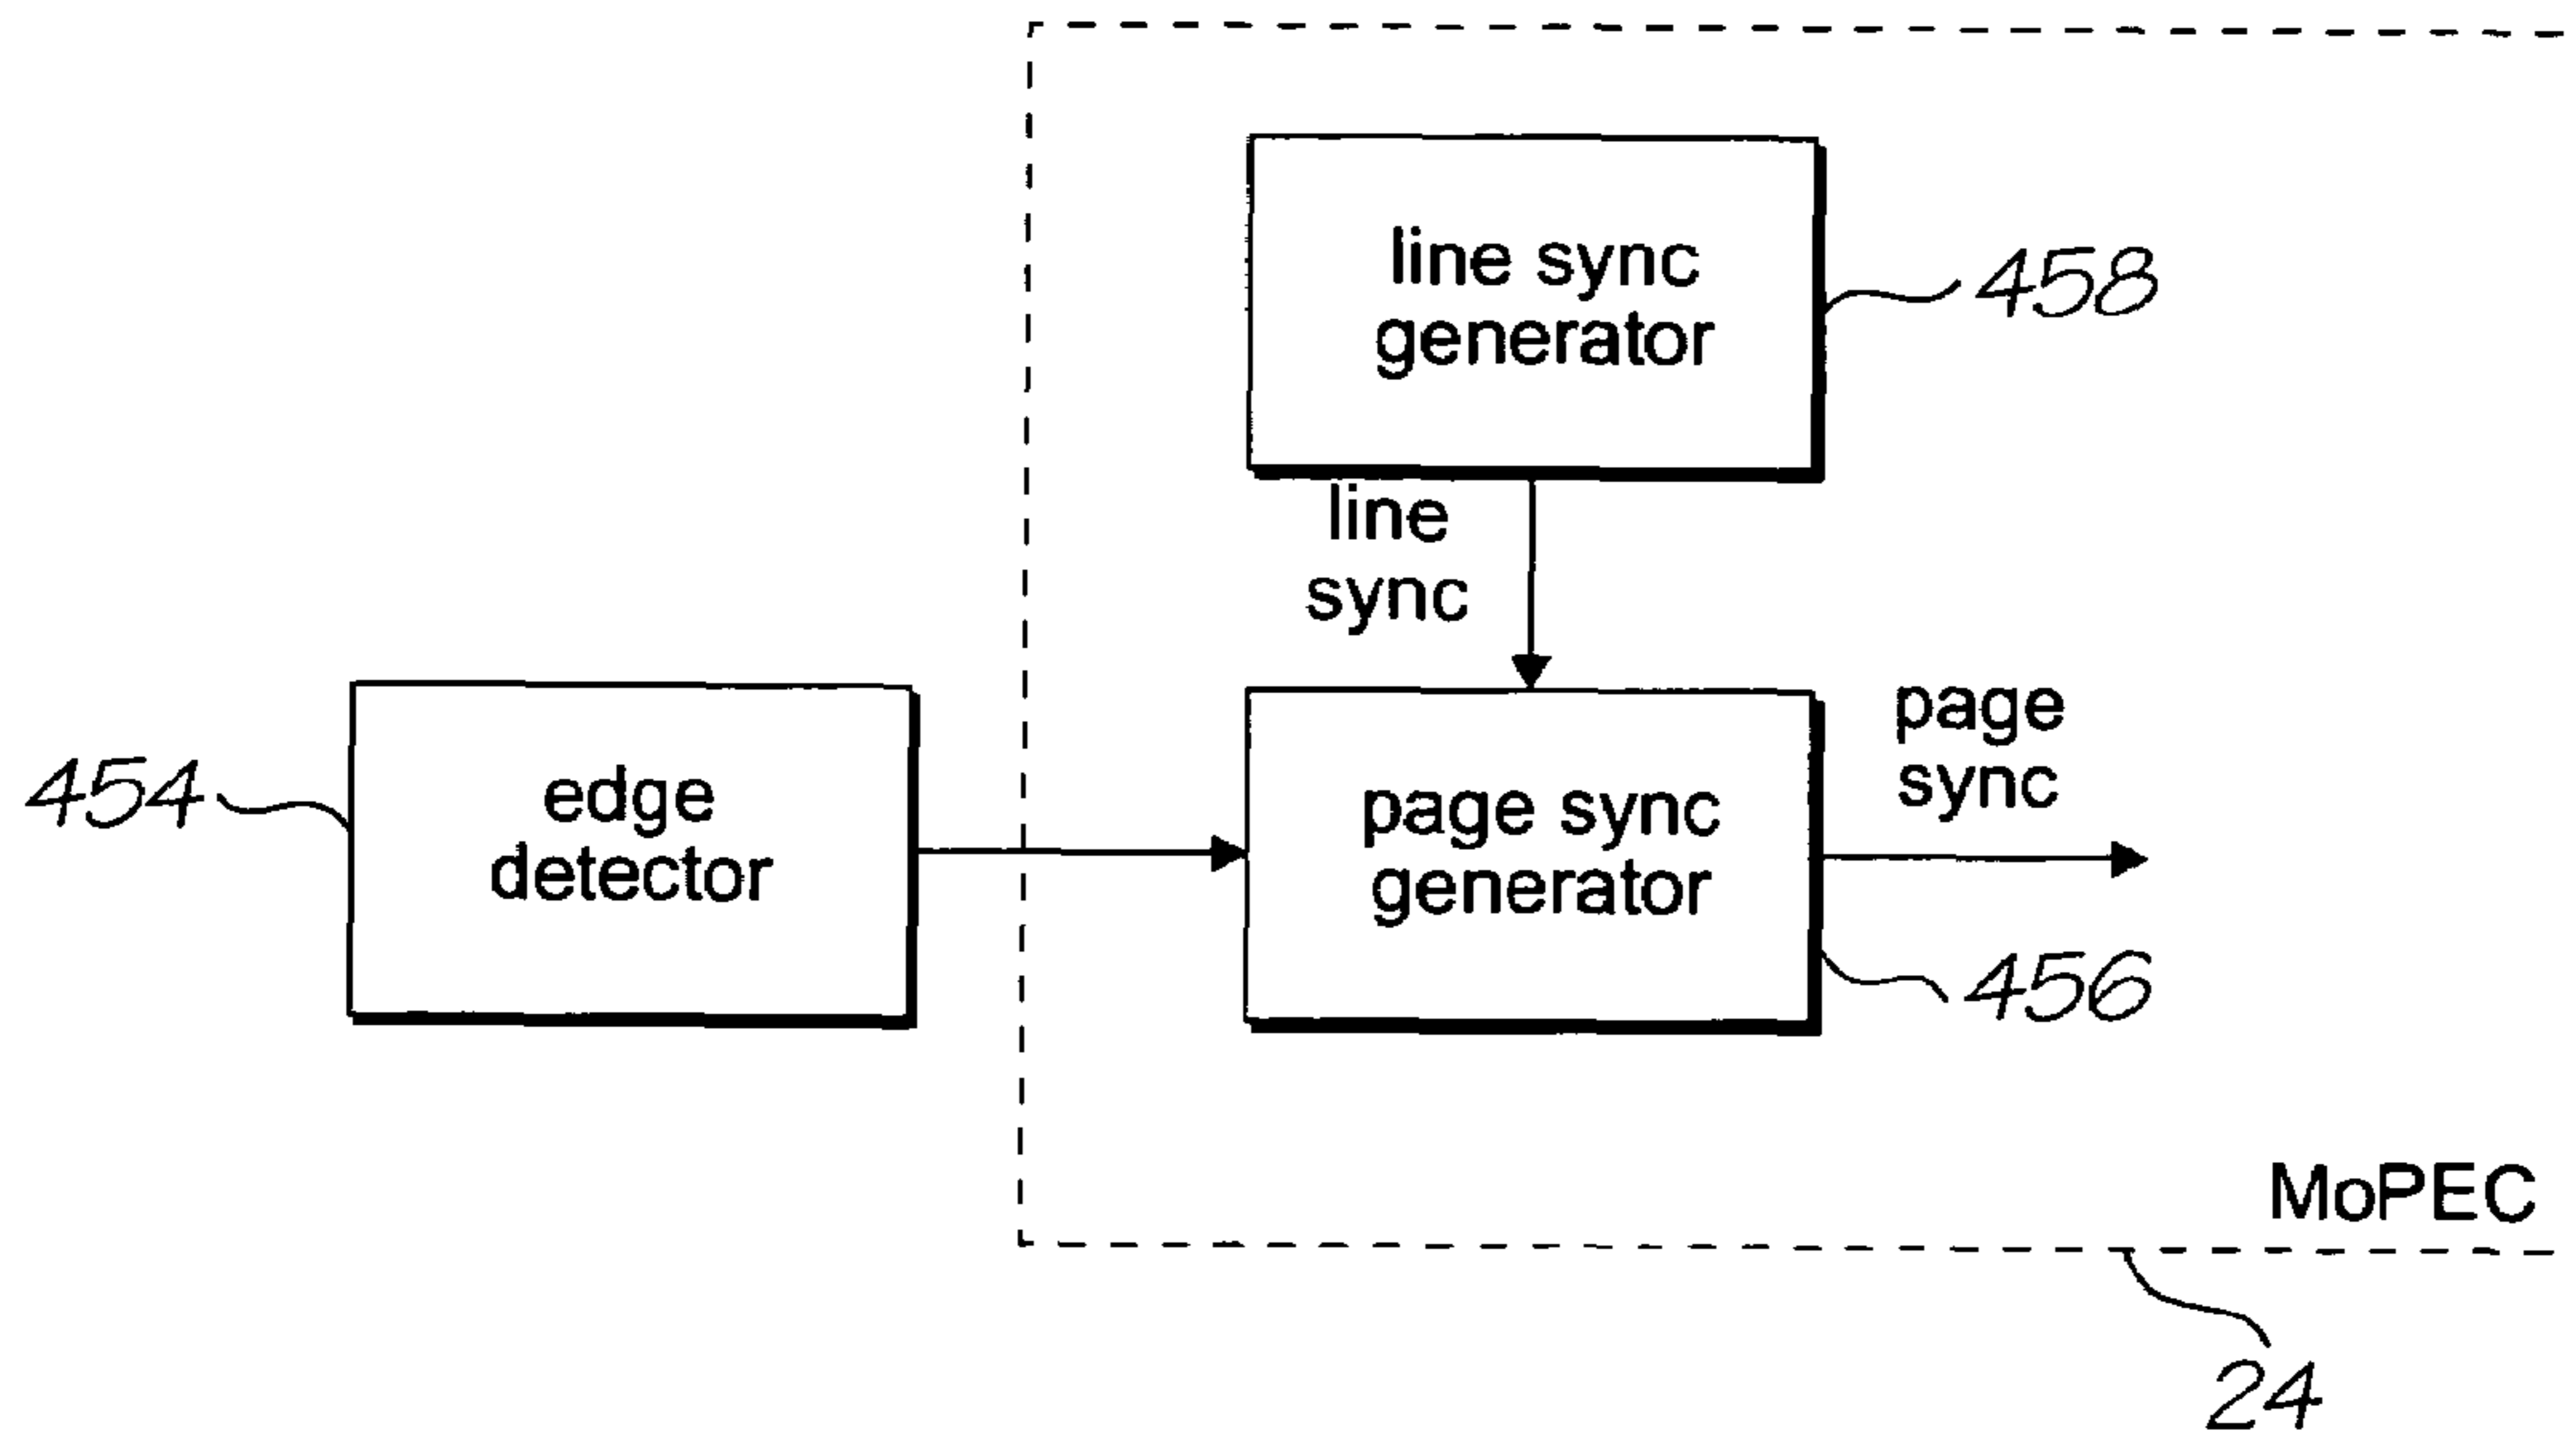 line sync
generator
458
line
sync
454
edge
detector
page sync
generator
page
sync
456
MoPEC
24